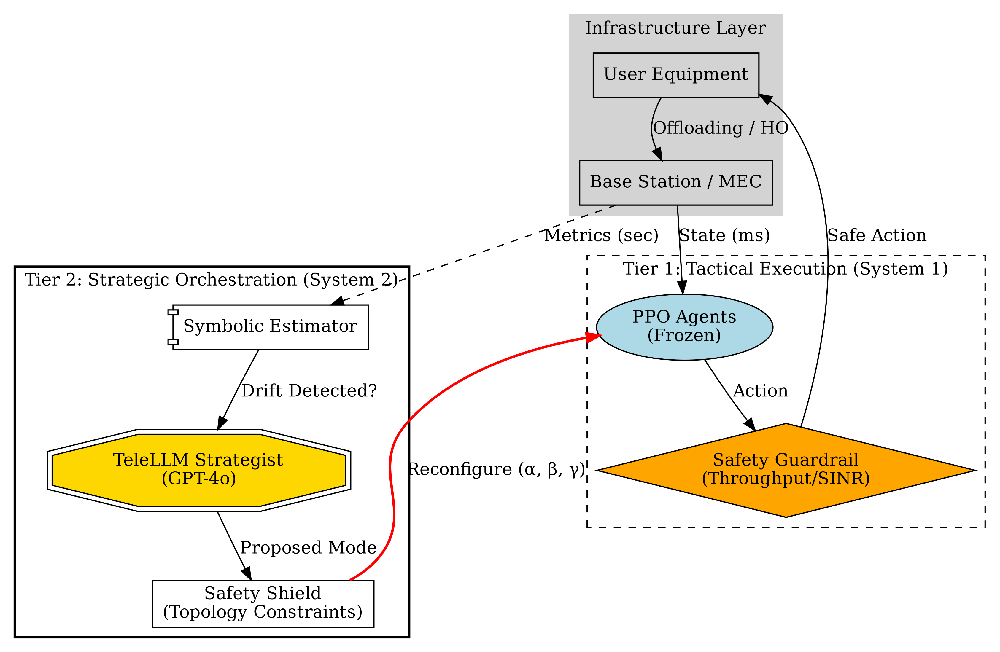 Infrastructure Layer
User Equipment
Offloading / HO
Base Station / MEC
Metrics (sec)
State (ms)
Safe Action
Tier 2: Strategic Orchestration (System 2)
Tier 1: Tactical Execution (System 1)
Symbolic Estimator
PPO Agents
(Frozen)
Drift Detected?
Action
TeleLLM Strategist
(GPT-4o)
Reconfigure (α, β, γ)
Safety Guardrail
(Throughput/SINR)
Proposed Mode
Safety Shield
(Topology Constraints)